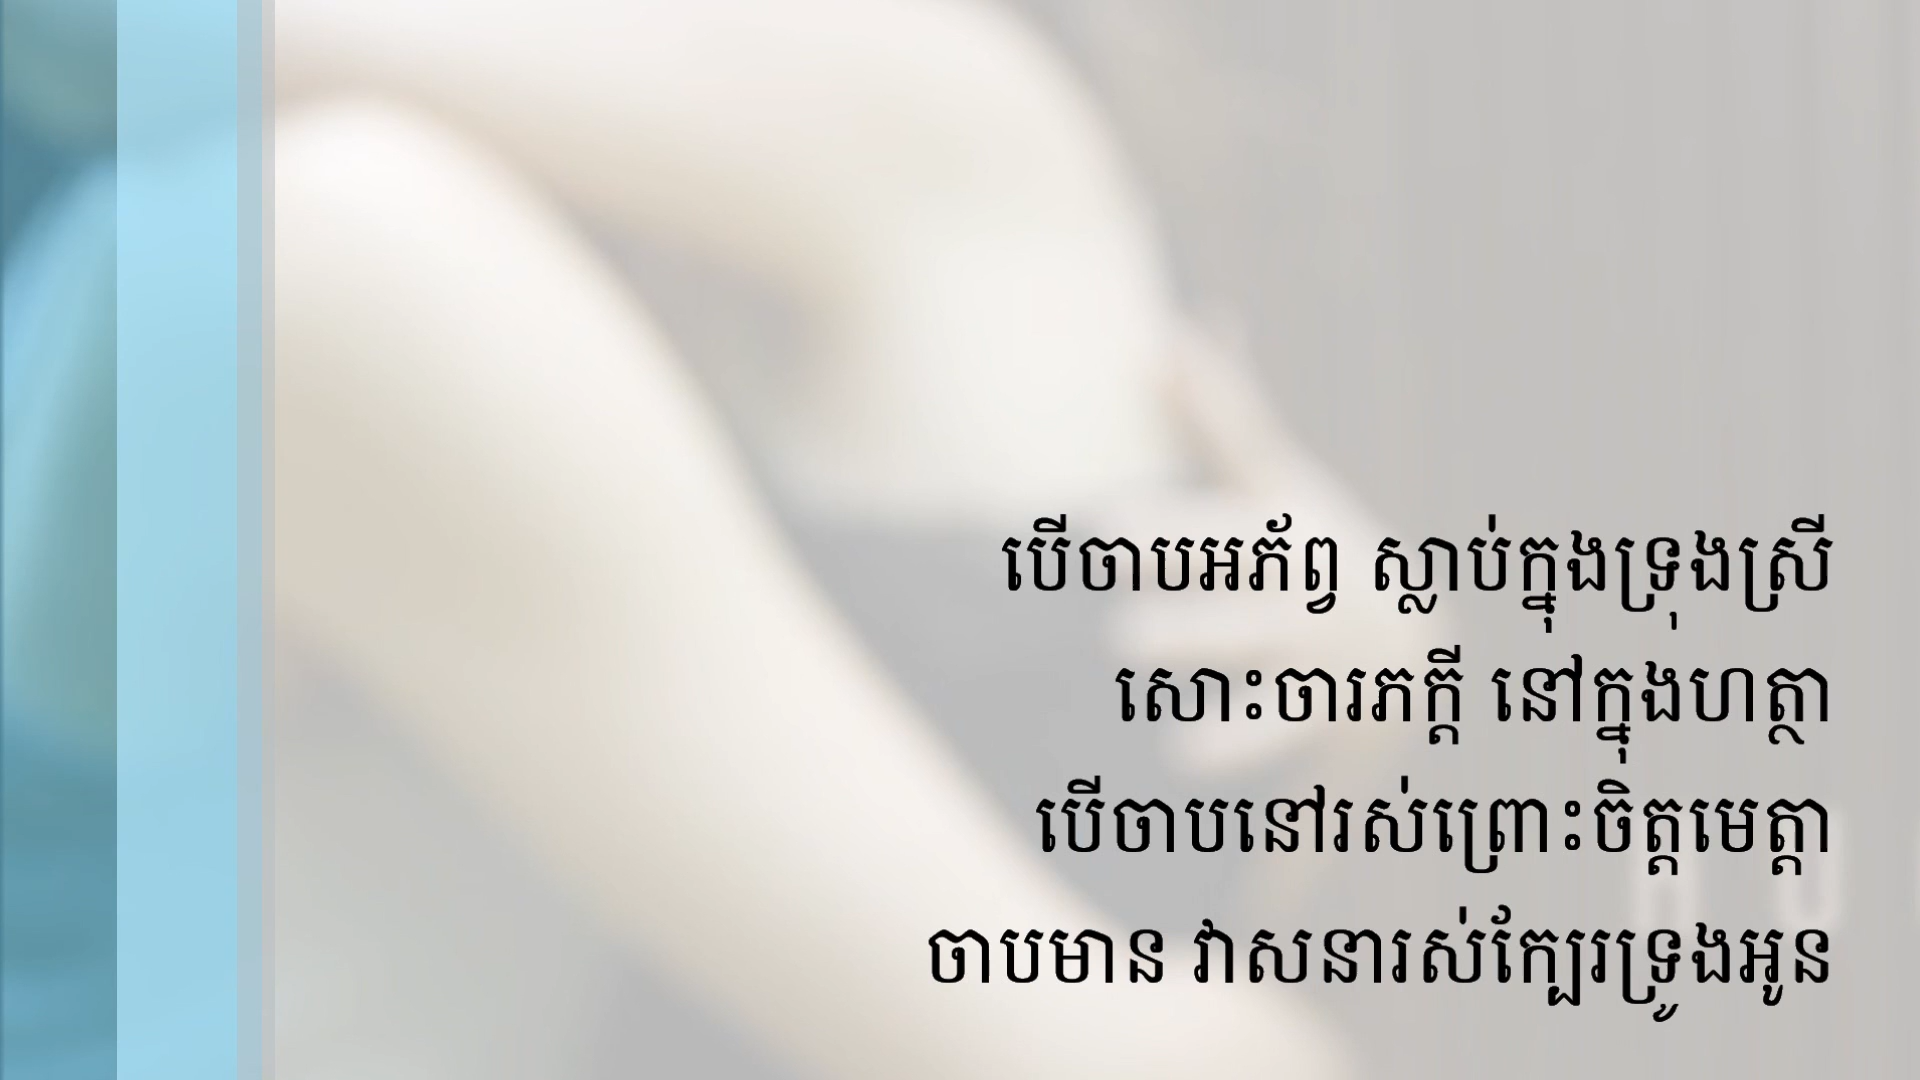 បើចាបអភ័ព្វ ស្លាប់ក្នុងទ្រុងស្រី
សោះចារភក្ដី នៅក្នុងហត្ថា
បើចាបនៅរស់ព្រោះចិត្តមេត្តា
ចាបមាន វាសនារស់ក្បែរទ្រូងអូន